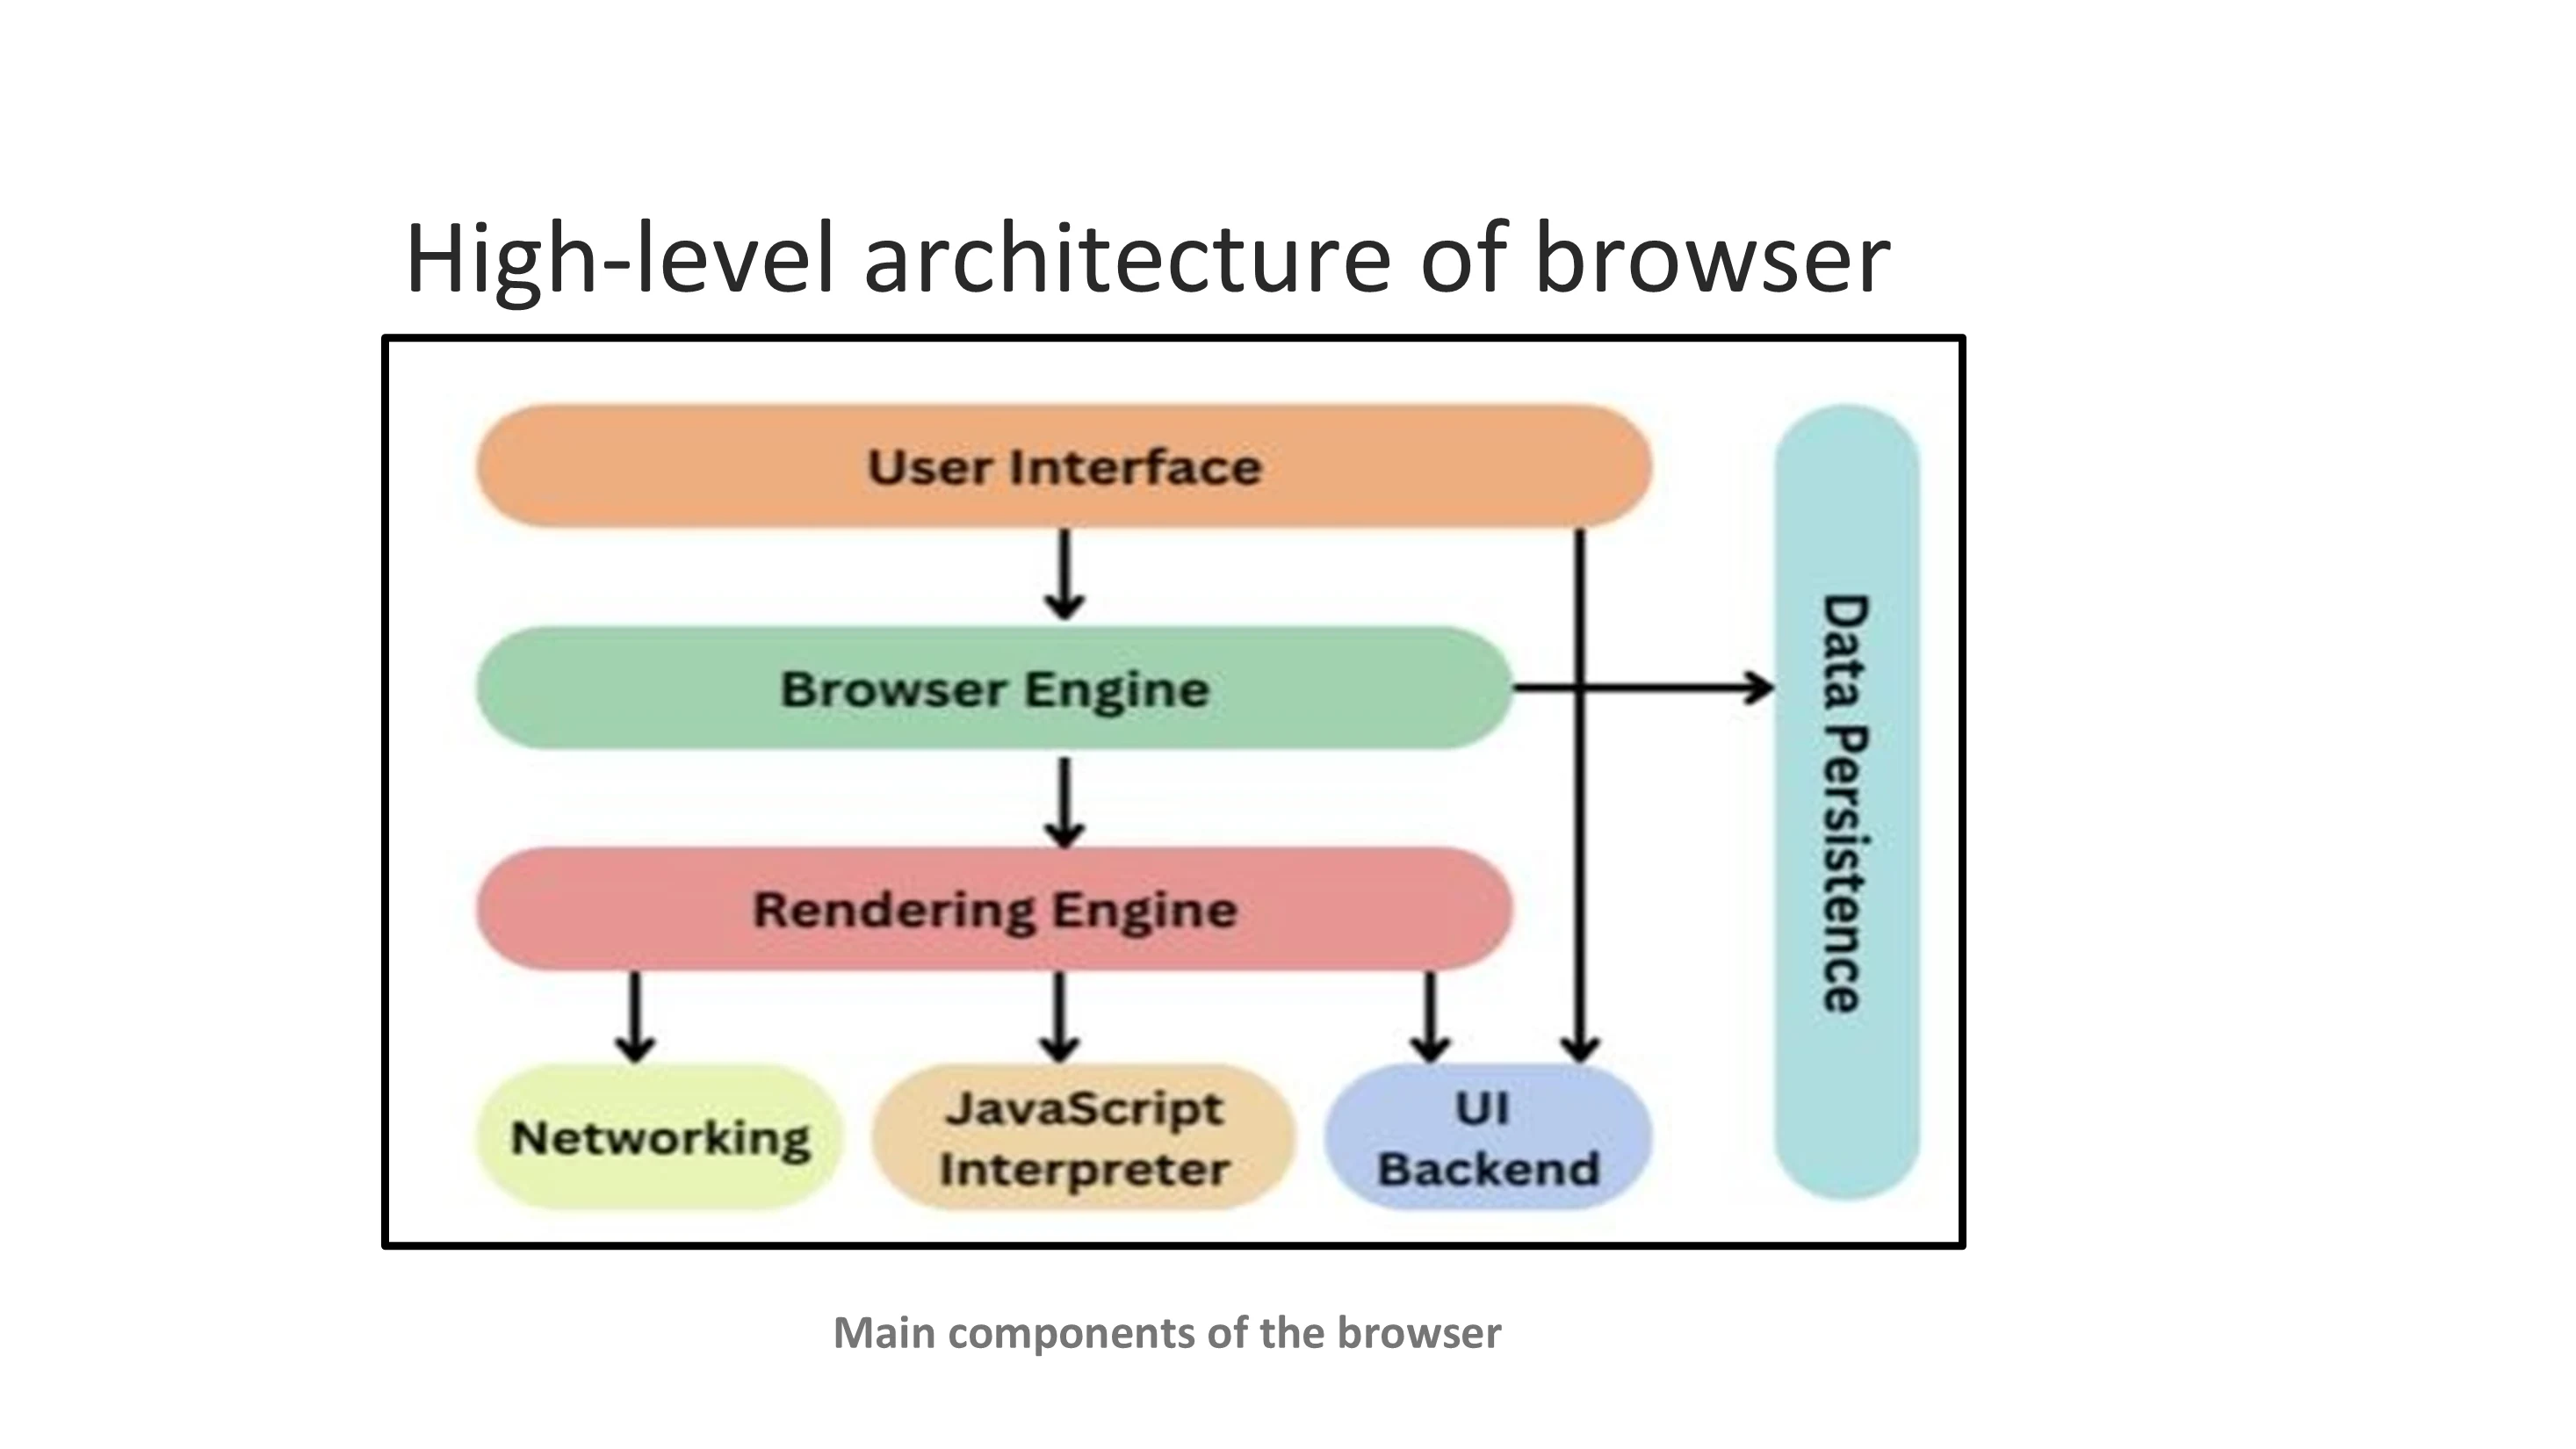 High-level architecture of browser
User Interface
Browser Engine
Data Persistence
Rendering Engine
Networking
JavaScript
Interpreter
UI
Backend
Main components of the browser